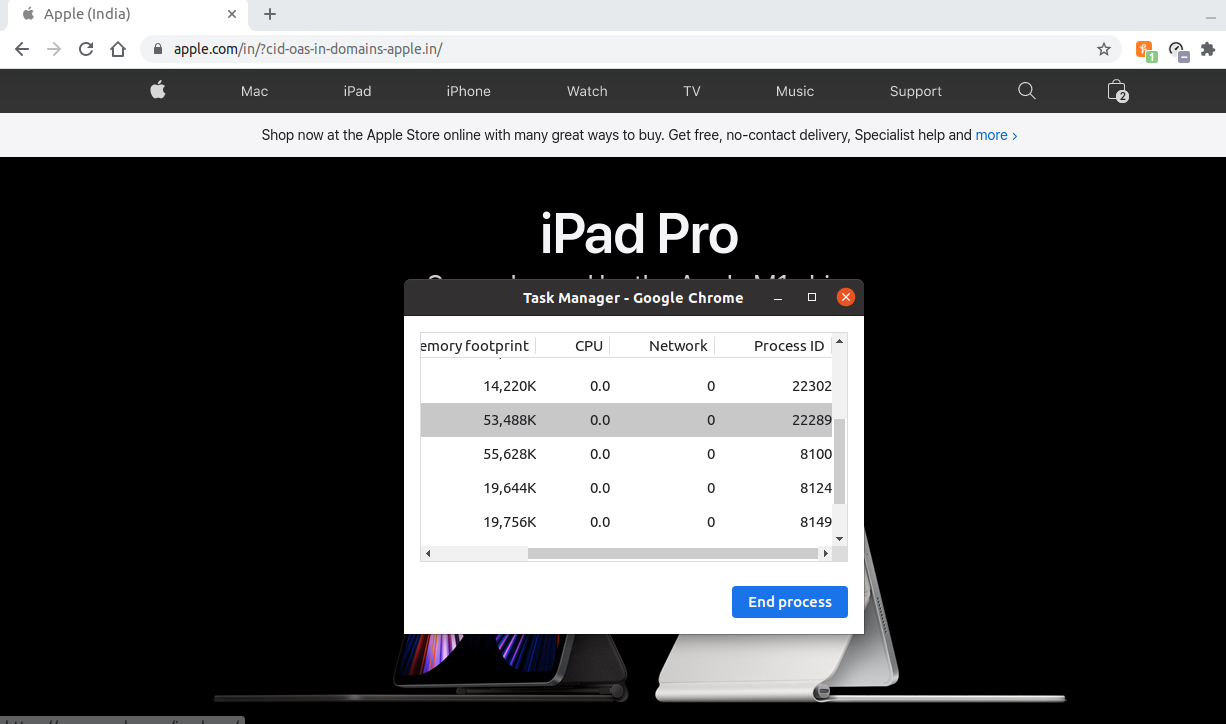 Apple (India)
apple.com/in/?cid-oas-in-domains-apple.in/
1
Mac iPad iPhone Watch TV Music Support 2
Shop now at the Apple Store online with many great ways to buy. Get free, no-contact delivery, Specialist help and more >
iPad Pro
Task Manager - Google Chrome
emory footprint CPU Network Process ID
14,220K 0.0 0 22302
53,488K 0.0 0 22289
55,628K 0.0 0 8100
19,644K 0.0 0 8124
19,756K 0.0 0 8149
End process